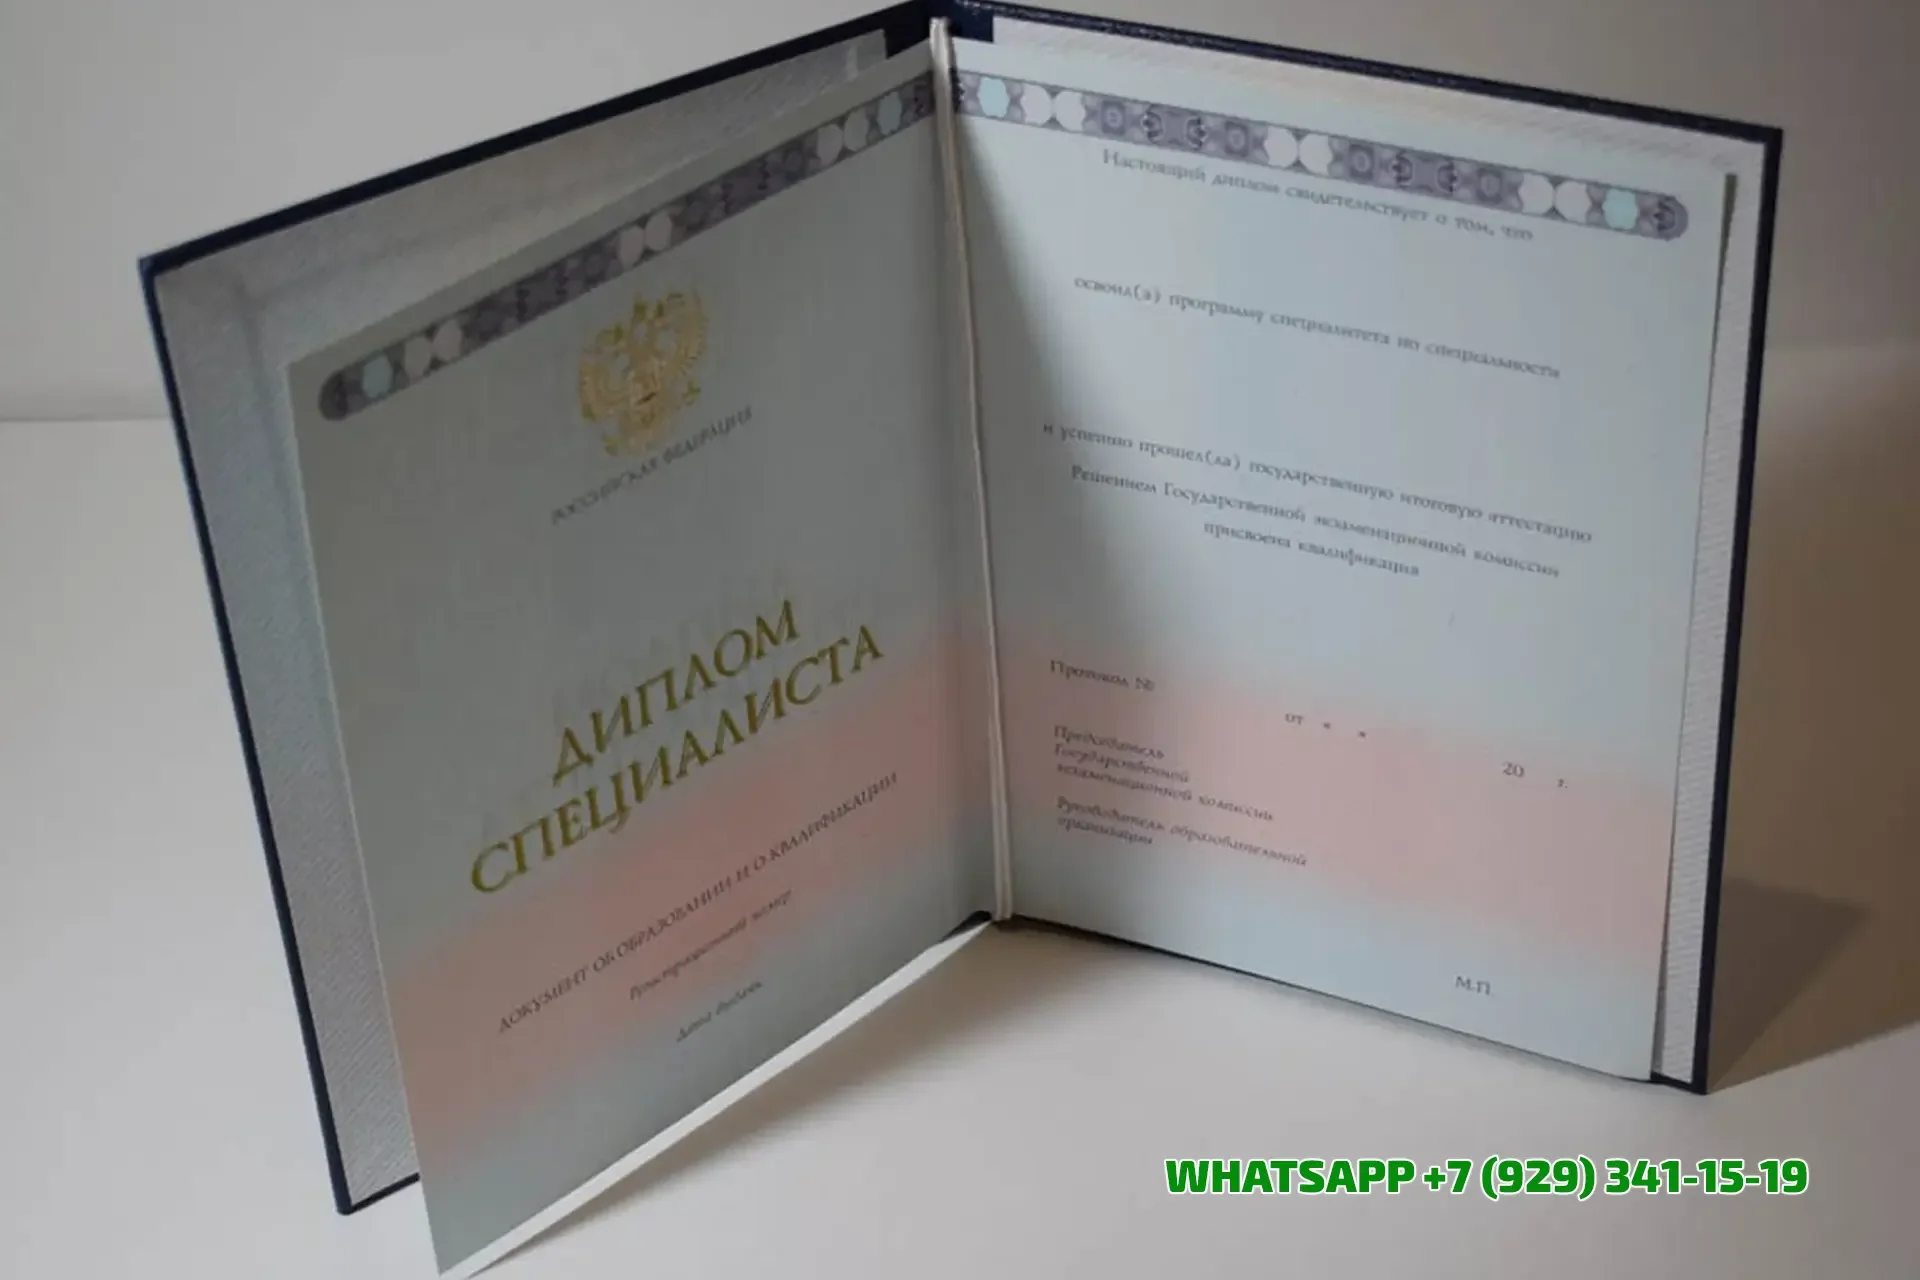 РОССИЙСКАЯ ФЕДЕРАЦИЯ
ДИПЛОМ
СПЕЦИАЛИСТА
ДОКУМЕНТ ОБ ОБРАЗОВАНИИ И О КВАЛИФИКАЦИИ
Регистрационный номер
Дата выдачи
Настоящий диплом свидетельствует о том, что
освоил(а) программу специалитета по специальности
и успешно прошел(ла) государственную итоговую аттестацию
Решением Государственной экзаменационной комиссии
присвоена квалификация
Протокол №
от « »
20 г.
Председатель
Государственной
экзаменационной комиссии
Руководитель образовательной
организации
М.П.
WHATSAPP +7 (929) 341-15-19